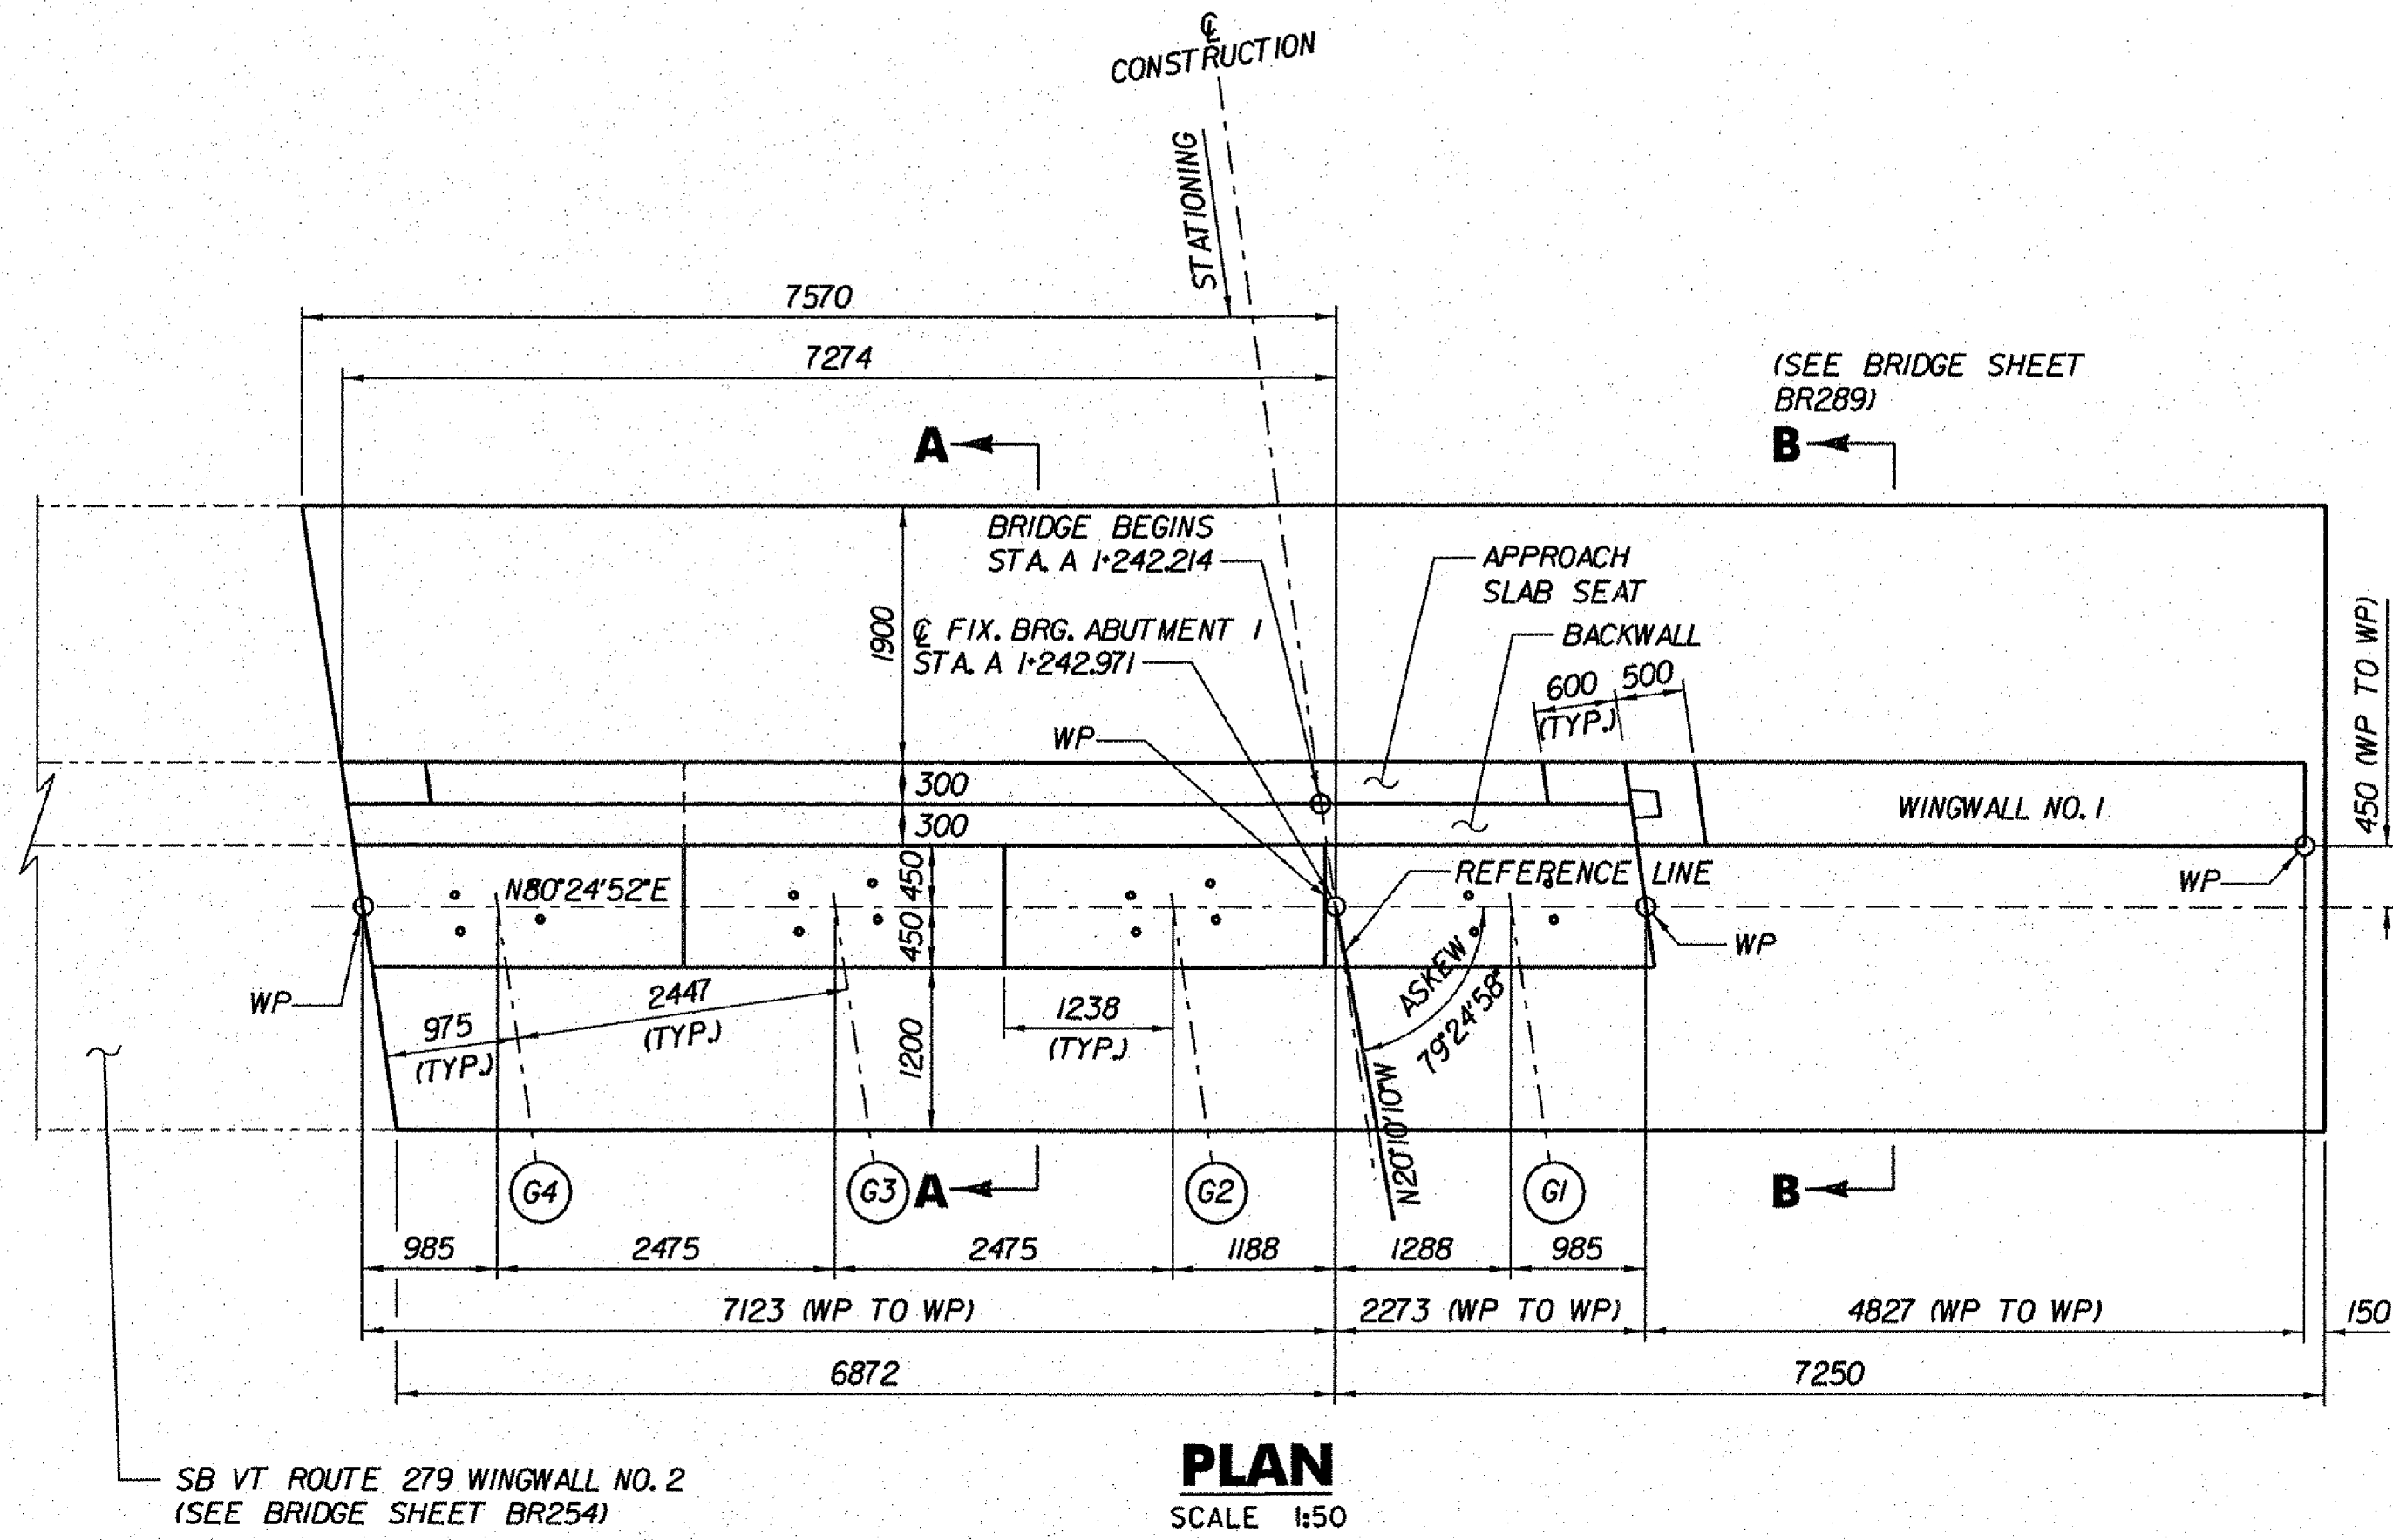 ℄
CONSTRUCTION
STATIONING
7570
7274
(SEE BRIDGE SHEET
BR289)
A
B
BRIDGE BEGINS
STA. A 1+242.214
APPROACH
SLAB SEAT
1900
℄ FIX. BRG. ABUTMENT 1
STA. A 1+242.971
BACKWALL
600
(TYP.)
500
450 (WP TO WP)
WP
300
300
WINGWALL NO. 1
450
450
N80°24'52"E
REFERENCE LINE
WP
WP
WP
ASKEW
79°24'58"
975
(TYP.)
2447
(TYP.)
1238
(TYP.)
1200
N20°10'10"W
G4
G3
A
G2
G1
B
985
2475
2475
1188
1288
985
7123 (WP TO WP)
2273 (WP TO WP)
4827 (WP TO WP)
150
6872
7250
SB VT ROUTE 279 WINGWALL NO. 2
(SEE BRIDGE SHEET BR254)
PLAN
SCALE 1:50